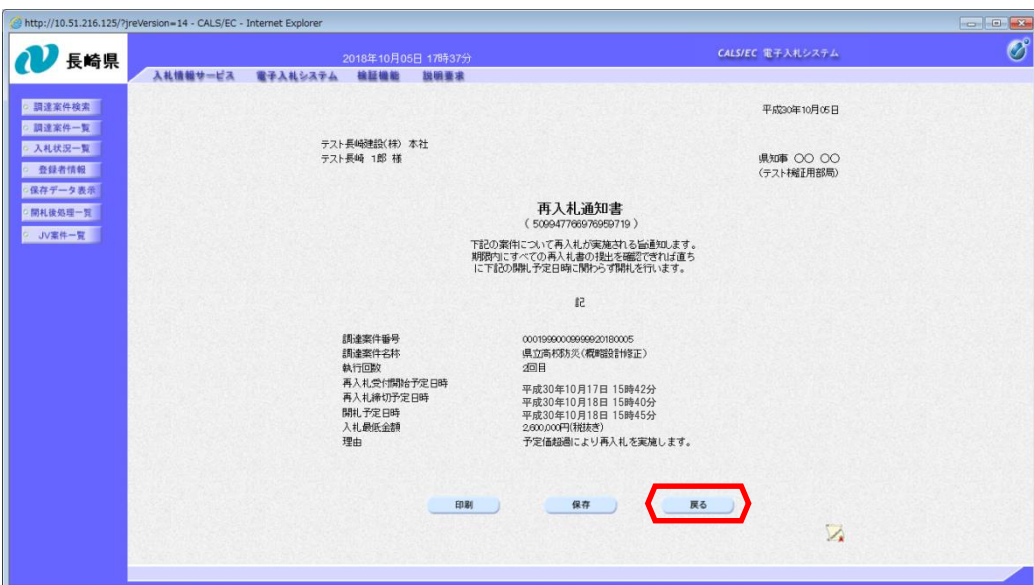 http://10.51.216.125/?jreVersion=14 - CALS/EC - Internet Explorer
長崎県
2018年10月05日 17時37分
CALS/EC 電子入札システム
入札情報サービス 電子入札システム 検証機能 説明要求
調達案件検索
調達案件一覧
入札状況一覧
登録者情報
保存データ表示
開札後処理一覧
JV案件一覧
平成30年10月05日
テスト長崎建設(株) 本社
テスト長崎 1郎 様
県知事 〇〇 〇〇
(テスト検証用部局)
再入札通知書
( 509947766976959719 )
下記の案件について再入札が実施される旨通知します。
期限内にすべての再入札書の提出を確認できれば直ち
に下記の開札予定日時に関わらず開札を行います。
記
調達案件番号 00019990009999920180005
調達案件名称 県立高校防災(概略設計修正)
執行回数 2回目
再入札受付開始予定日時 平成30年10月17日 15時42分
再入札締切予定日時 平成30年10月18日 15時40分
開札予定日時 平成30年10月18日 15時45分
入札最低金額 2,600,000円(税抜き)
理由 予定価超過により再入札を実施します。
印刷 保存 戻る